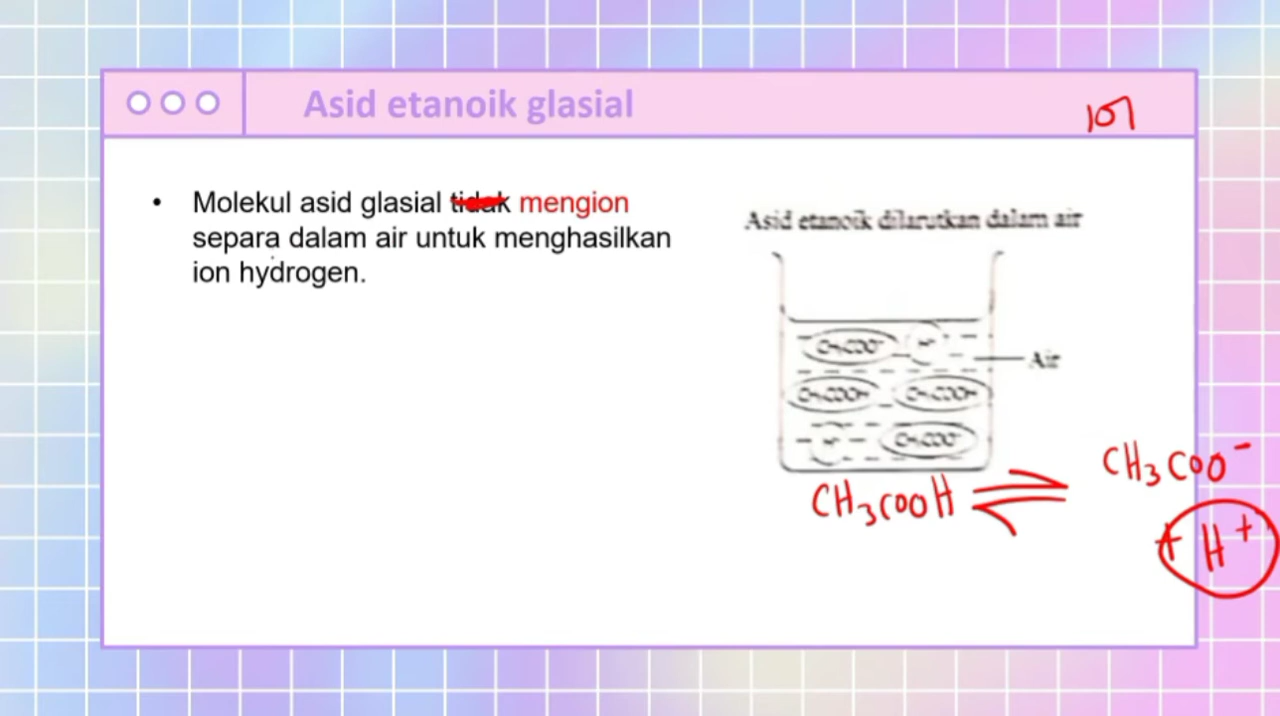 Asid etanoik glasial
107
• Molekul asid glasial tidak mengion
separa dalam air untuk menghasilkan
ion hydrogen.
Asid etanoik dilarutkan dalam air
CH₃COO⁻ H⁺
Air
CH₃COOH CH₃COOH
H⁺ CH₃COO⁻
CH₃COOH ⇌ CH₃COO⁻
+ H⁺